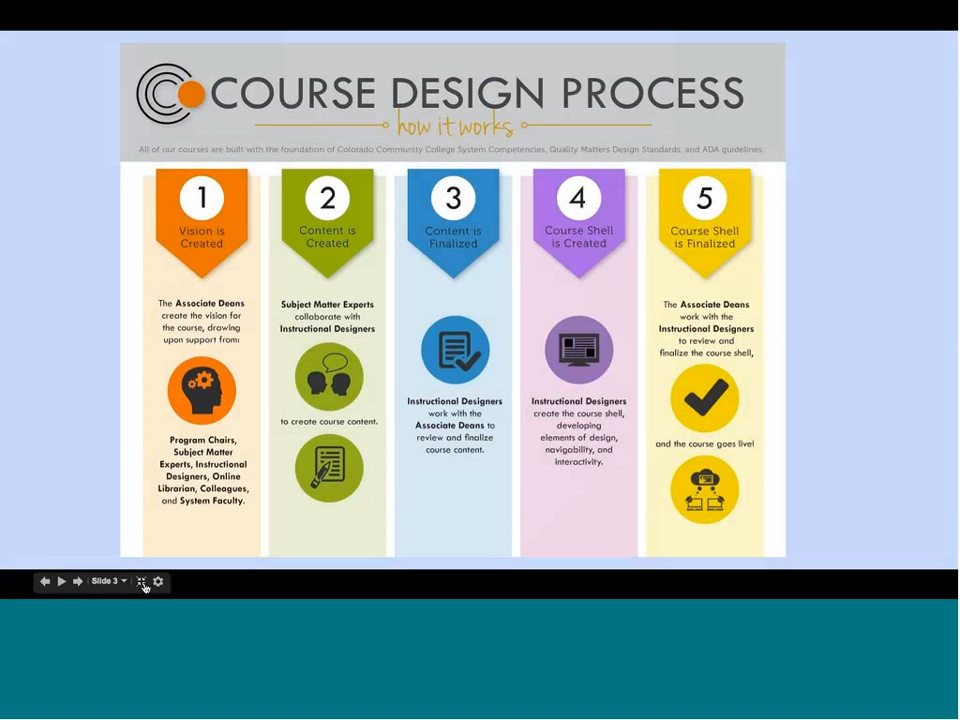 COURSE DESIGN PROCESS
how it works
All of our courses are built with the foundation of Colorado Community College System Competencies, Quality Matters Design Standards, and ADA guidelines.
1
Vision is
Created
The Associate Deans
create the vision for
the course, drawing
upon support from:
Program Chairs,
Subject Matter
Experts, Instructional
Designers, Online
Librarian, Colleagues,
and System Faculty.
2
Content is
Created
Subject Matter Experts
collaborate with
Instructional Designers
to create course content.
3
Content is
Finalized
Instructional Designers
work with the
Associate Deans to
review and finalize
course content.
4
Course Shell
is Created
Instructional Designers
create the course shell,
developing
elements of design,
navigability, and
interactivity.
5
Course Shell
is Finalized
The Associate Deans
work with the
Instructional Designers
to review and
finalize the course shell,
and the course goes live!
Slide 3